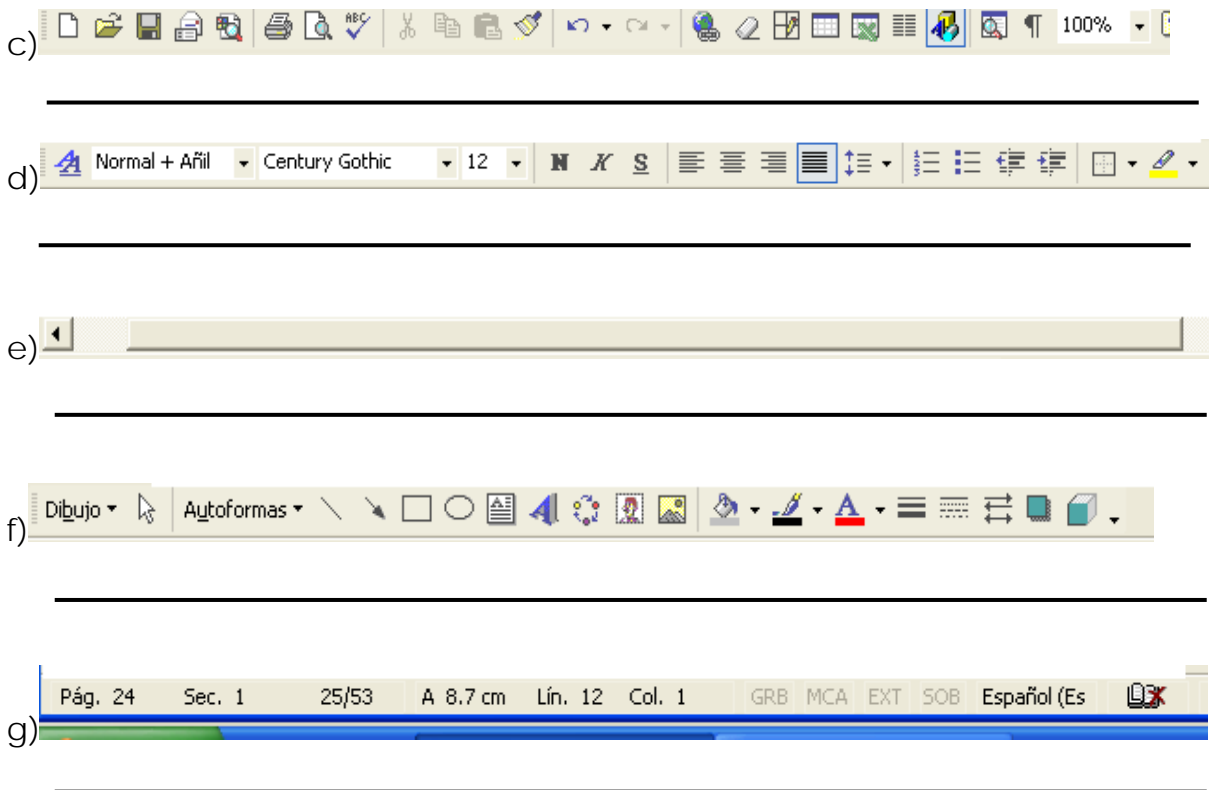 c) ABC 100%
d) A Normal + Añil Century Gothic 12 N K S
e)
f) Dibujo Autoformas A A
g) Pág. 24 Sec. 1 25/53 A 8.7 cm Lín. 12 Col. 1 GRB MCA EXT SOB Español (Es